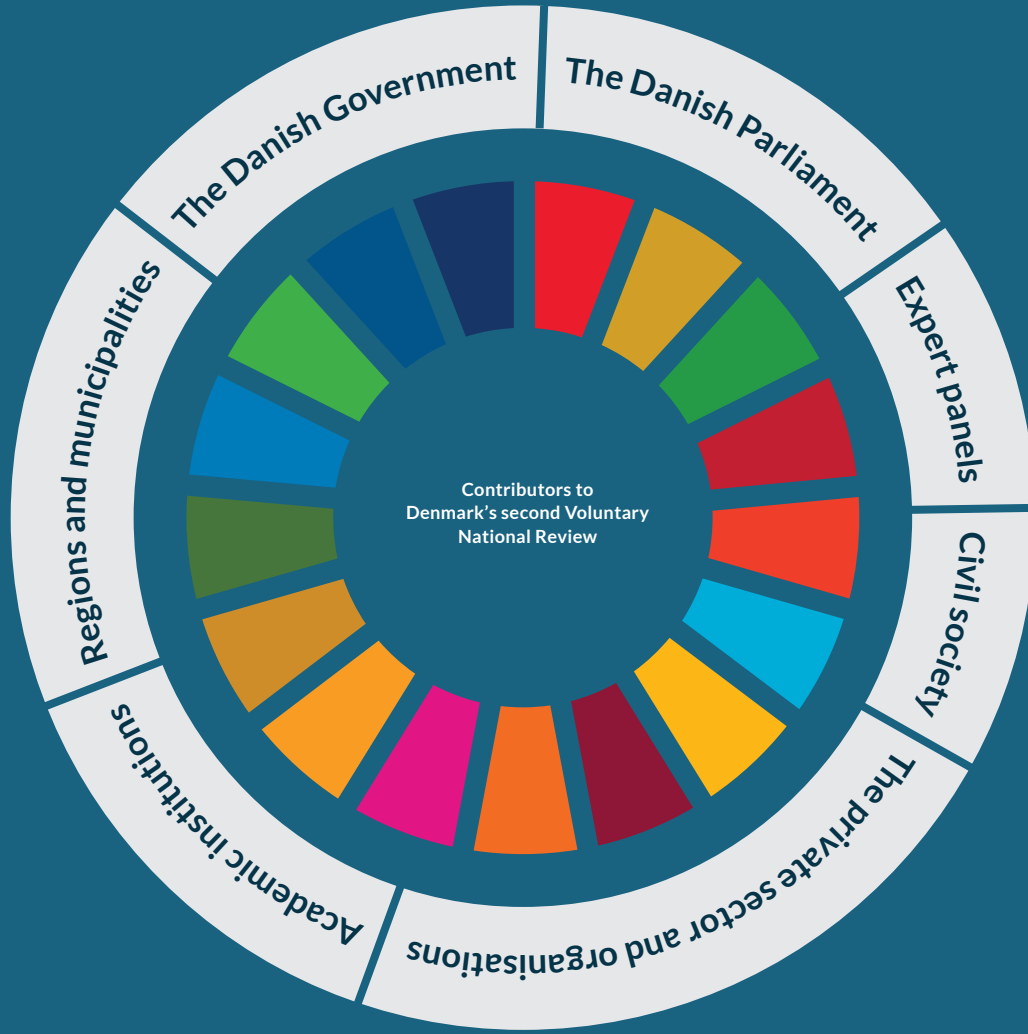 The Danish Government
The Danish Parliament
Expert panels
Civil society
The private sector and organisations
Academic institutions
Regions and municipalities
Contributors to
Denmark’s second Voluntary
National Review